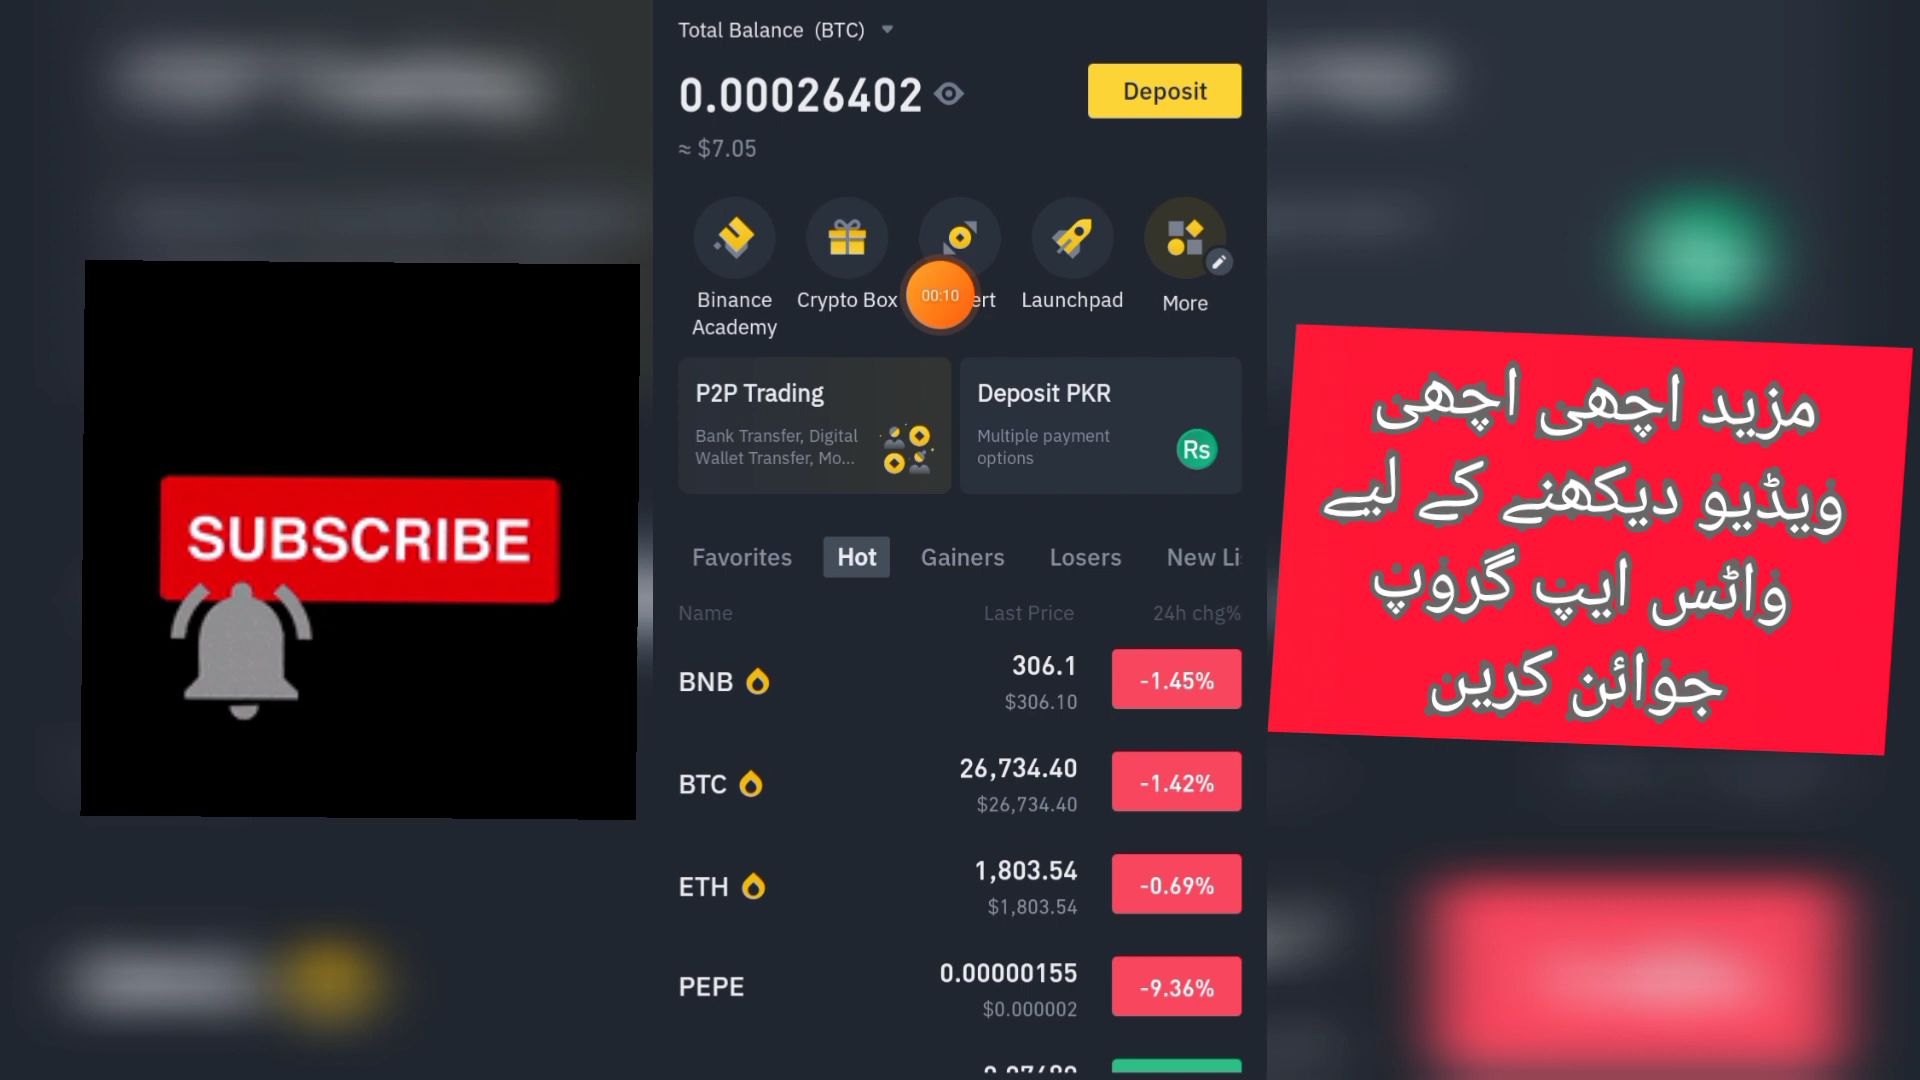 Total Balance (BTC)
0.00026402
Deposit
≈ $7.05
Binance Academy
Crypto Box
00:10
Launchpad
More
P2P Trading
Bank Transfer, Digital
Wallet Transfer, Mo...
Deposit PKR
Multiple payment
options
Rs
Favorites Hot Gainers Losers New Li
Name Last Price 24h chg%
BNB 306.1 -1.45%
$306.10
BTC 26,734.40 -1.42%
$26,734.40
ETH 1,803.54 -0.69%
$1,803.54
PEPE 0.00000155 -9.36%
$0.000002
SUBSCRIBE
مزید اچھی اچھی
ویڈیو دیکھنے کے لیے
واٹس ایپ گروپ
جوائن کریں